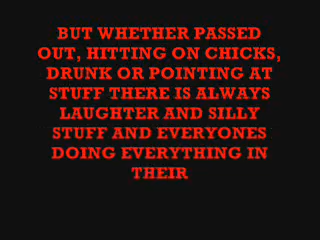 BUT WHETHER PASSED
OUT, HITTING ON CHICKS,
DRUNK OR POINTING AT
STUFF THERE IS ALWAYS
LAUGHTER AND SILLY
STUFF AND EVERYONES
DOING EVERYTHING IN
THEIR